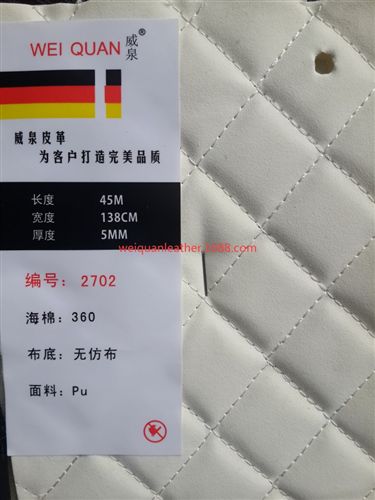 WEI QUAN 威泉®
威泉皮革
为客户打造完美品质
长度 45M
宽度 138CM
厚度 5MM
weiquanleather.1688.com
编号：2702
海棉：360
布底：无仿布
面料：Pu